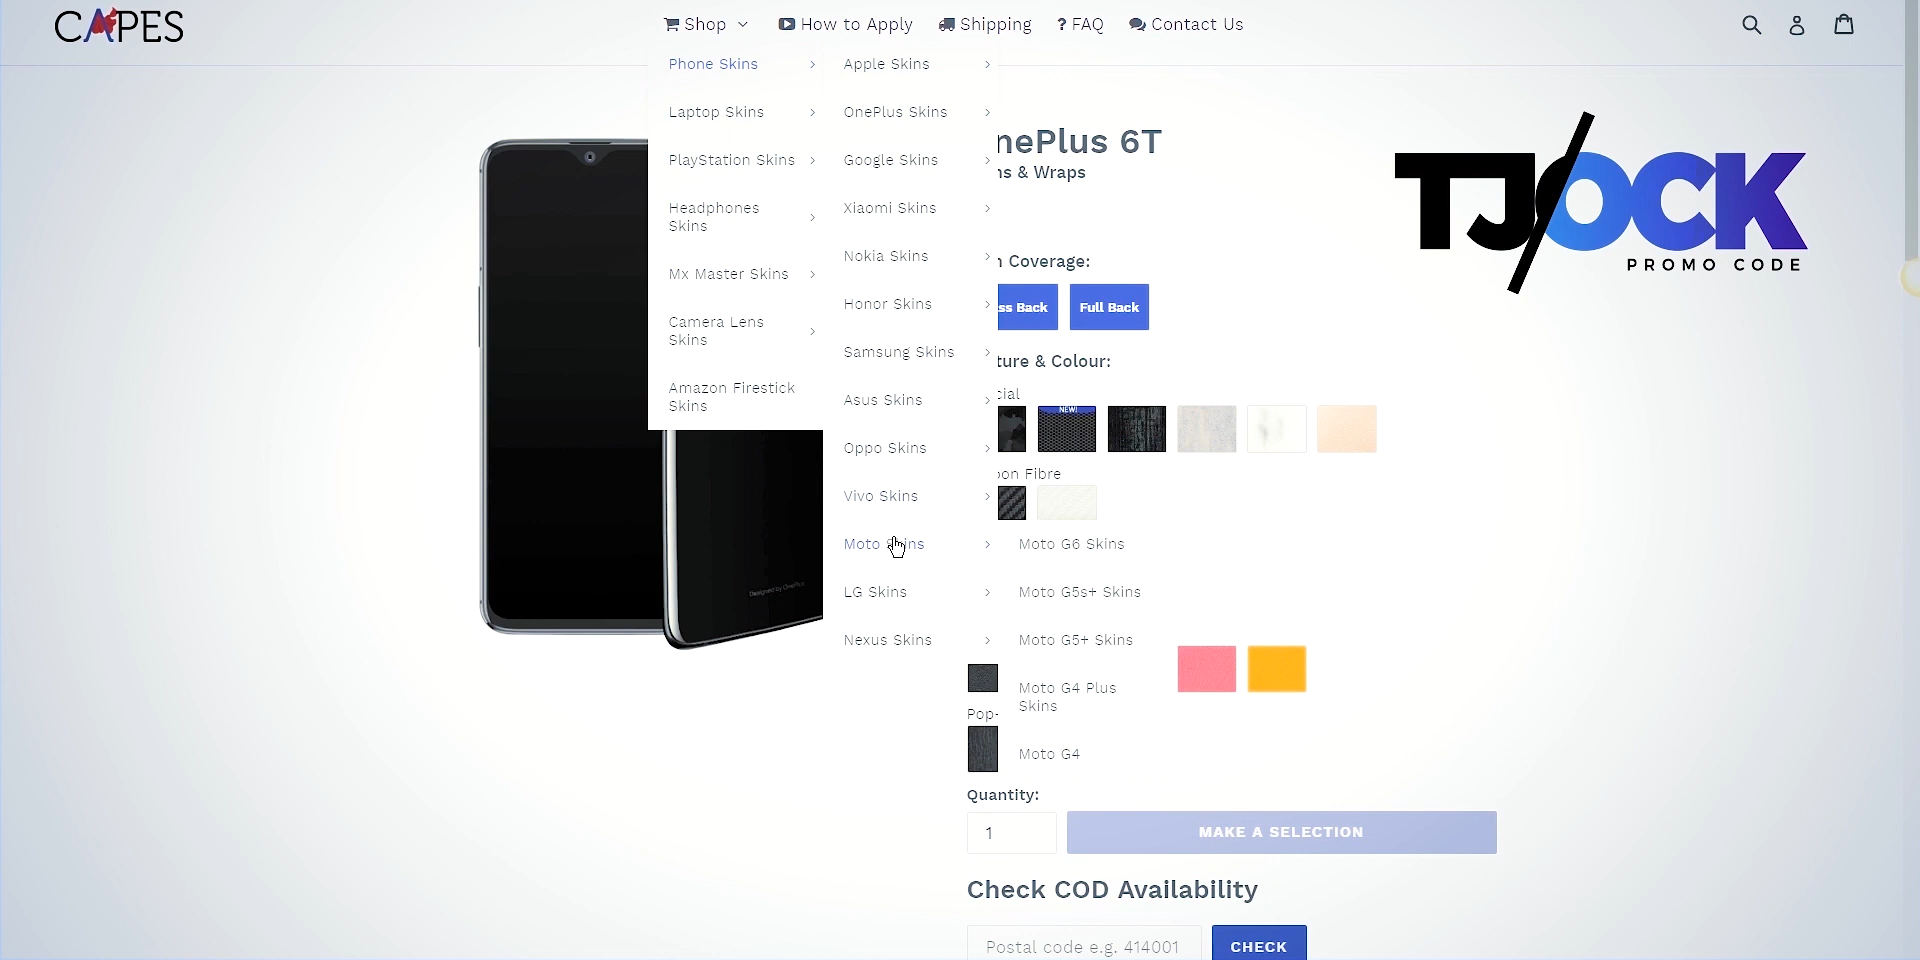 CAPES
Shop
How to Apply
Shipping
? FAQ
Contact Us
Phone Skins
Laptop Skins
PlayStation Skins
Headphones
Skins
Mx Master Skins
Camera Lens
Skins
Amazon Firestick
Skins
Apple Skins
OnePlus Skins
Google Skins
Xiaomi Skins
Nokia Skins
Honor Skins
Samsung Skins
Asus Skins
Oppo Skins
Vivo Skins
Moto Skins
LG Skins
Nexus Skins
Moto G6 Skins
Moto G5s+ Skins
Moto G5+ Skins
Moto G4 Plus
Skins
Moto G4
nePlus 6T
ns & Wraps
n Coverage:
ss Back
Full Back
ture & Colour:
cial
NEW!
bon Fibre
Pop-
Quantity:
1
MAKE A SELECTION
Check COD Availability
Postal code e.g. 414001
CHECK
TJOCK
PROMO CODE
Designed by OnePlus